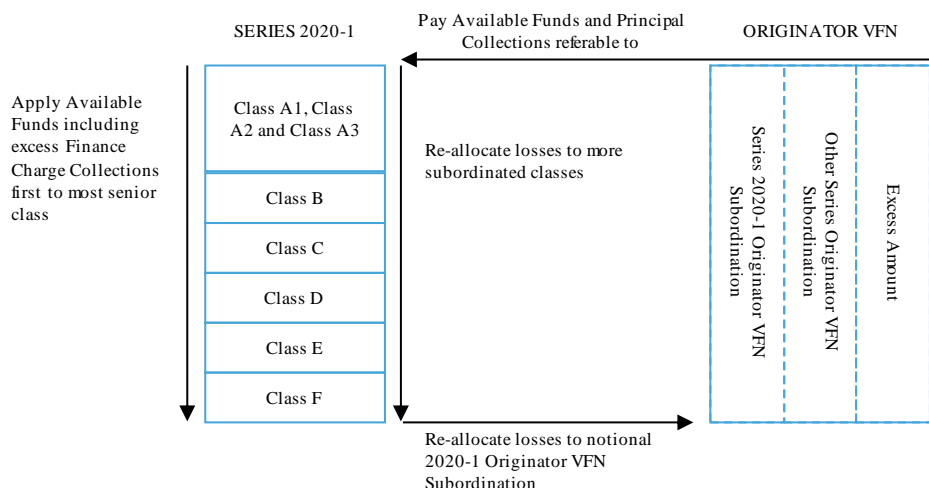 SERIES 2020-1
Pay Available Funds and Principal
Collections referable to
ORIGINATOR VFN
Apply Available
Funds including
excess Finance
Charge Collections
first to most senior
class
Class A1, Class
A2 and Class A3
Class B
Class C
Class D
Class E
Class F
Re-allocate losses to more
subordinated classes
Series 2020-1 Originator VFN
Subordination
Other Series Originator VFN
Subordination
Excess Amount
Re-allocate losses to notional
2020-1 Originator VFN
Subordination